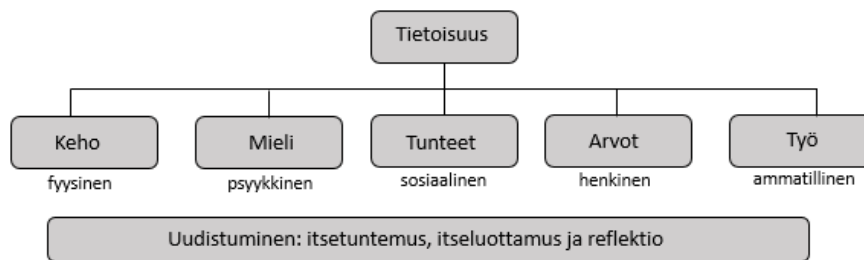 Tietoisuus
Keho
Mieli
Tunteet
Arvot
Työ
fyysinen
psyykkinen
sosiaalinen
henkinen
ammatillinen
Uudistuminen: itsetuntemus, itseluottamus ja reflektio